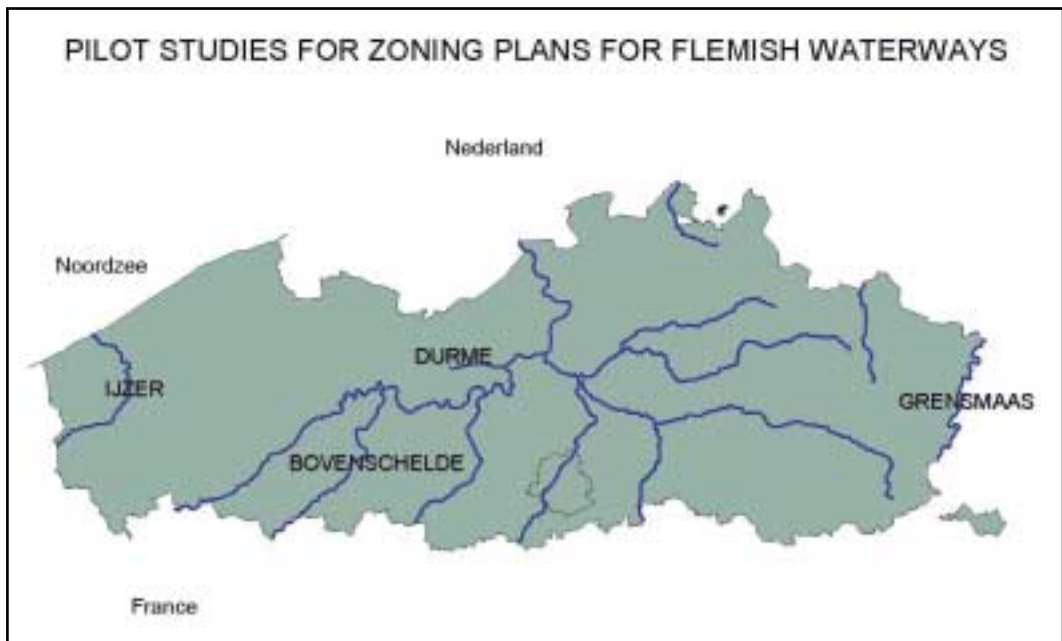 PILOT STUDIES FOR ZONING PLANS FOR FLEMISH WATERWAYS
Nederland
Noordzee
DURME
IJZER
GRENSMAAS
BOVENSCHELDE
France